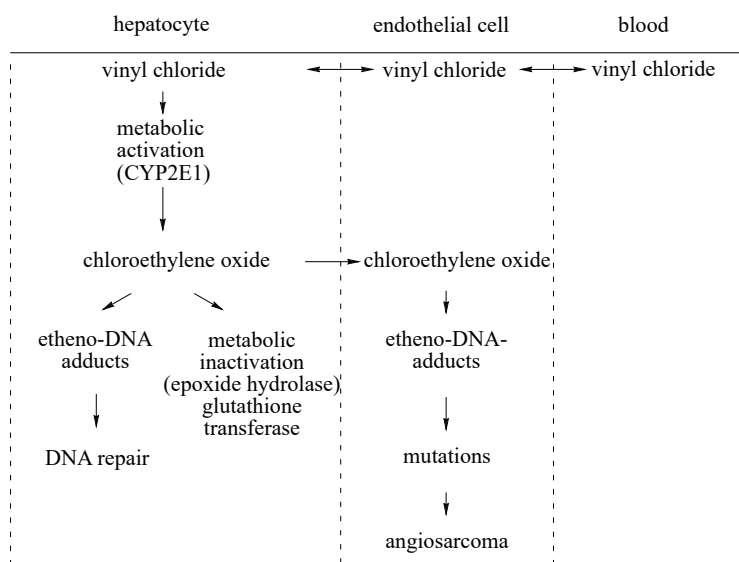 hepatocyte endothelial cell blood
vinyl chloride vinyl chloride vinyl chloride
metabolic
activation
(CYP2E1)
chloroethylene oxide chloroethylene oxide
etheno-DNA
adducts
metabolic
inactivation
(epoxide hydrolase)
glutathione
transferase
etheno-DNA-
adducts
DNA repair
mutations
angiosarcoma